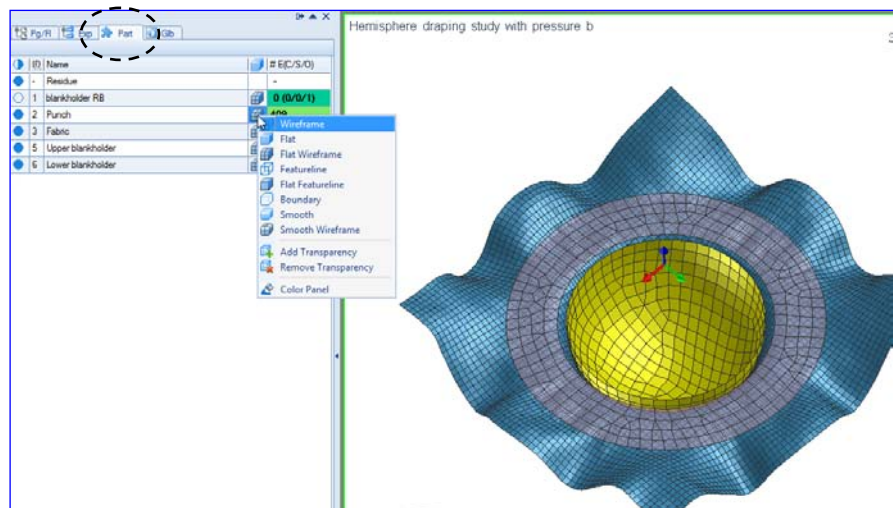 Hemisphere draping study with pressure b
Fg/R Exp Part Glb
(I) Name # E(C/S/O)
- Residue -
1 blankholder RB 0 (0/0/1)
2 Punch 409
3 Fabric
5 Upper blankholder
6 Lower blankholder
Wireframe
Flat
Flat Wireframe
Featureline
Flat Featureline
Boundary
Smooth
Smooth Wireframe
Add Transparency
Remove Transparency
Color Panel